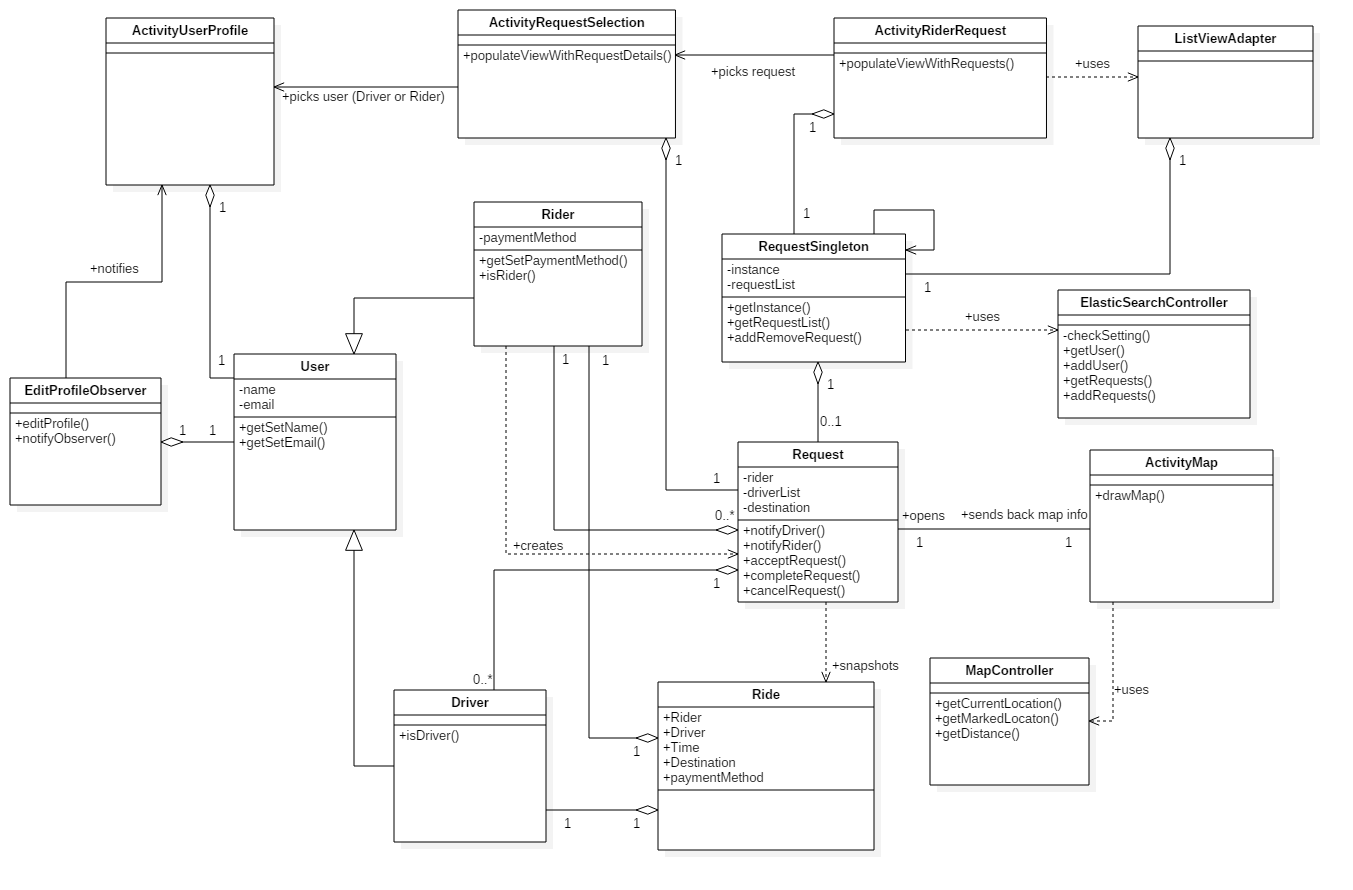 ActivityUserProfile
ActivityRequestSelection
+populateViewWithRequestDetails()
ActivityRiderRequest
+populateViewWithRequests()
ListViewAdapter
+uses
+picks request
+picks user (Driver or Rider)
1
1
1
1
+notifies
Rider
-paymentMethod
+getSetPaymentMethod()
+isRider()
1
RequestSingleton
-instance
-requestList
+getInstance()
+getRequestList()
+addRemoveRequest()
1
+uses
ElasticSearchController
-checkSetting()
+getUser()
+addUser()
+getRequests()
+addRequests()
1
User
-name
-email
+getSetName()
+getSetEmail()
EditProfileObserver
+editProfile()
+notifyObserver()
1
1
1
1
1
0..1
Request
-rider
-driverList
-destination
+notifyDriver()
+notifyRider()
+acceptRequest()
+completeRequest()
+cancelRequest()
1
0..*
+creates
1
+opens
+sends back map info
1
1
ActivityMap
+drawMap()
+snapshots
+uses
MapController
+getCurrentLocation()
+getMarkedLocaton()
+getDistance()
0..*
Driver
+isDriver()
Ride
+Rider
+Driver
+Time
+Destination
+paymentMethod
1
1
1